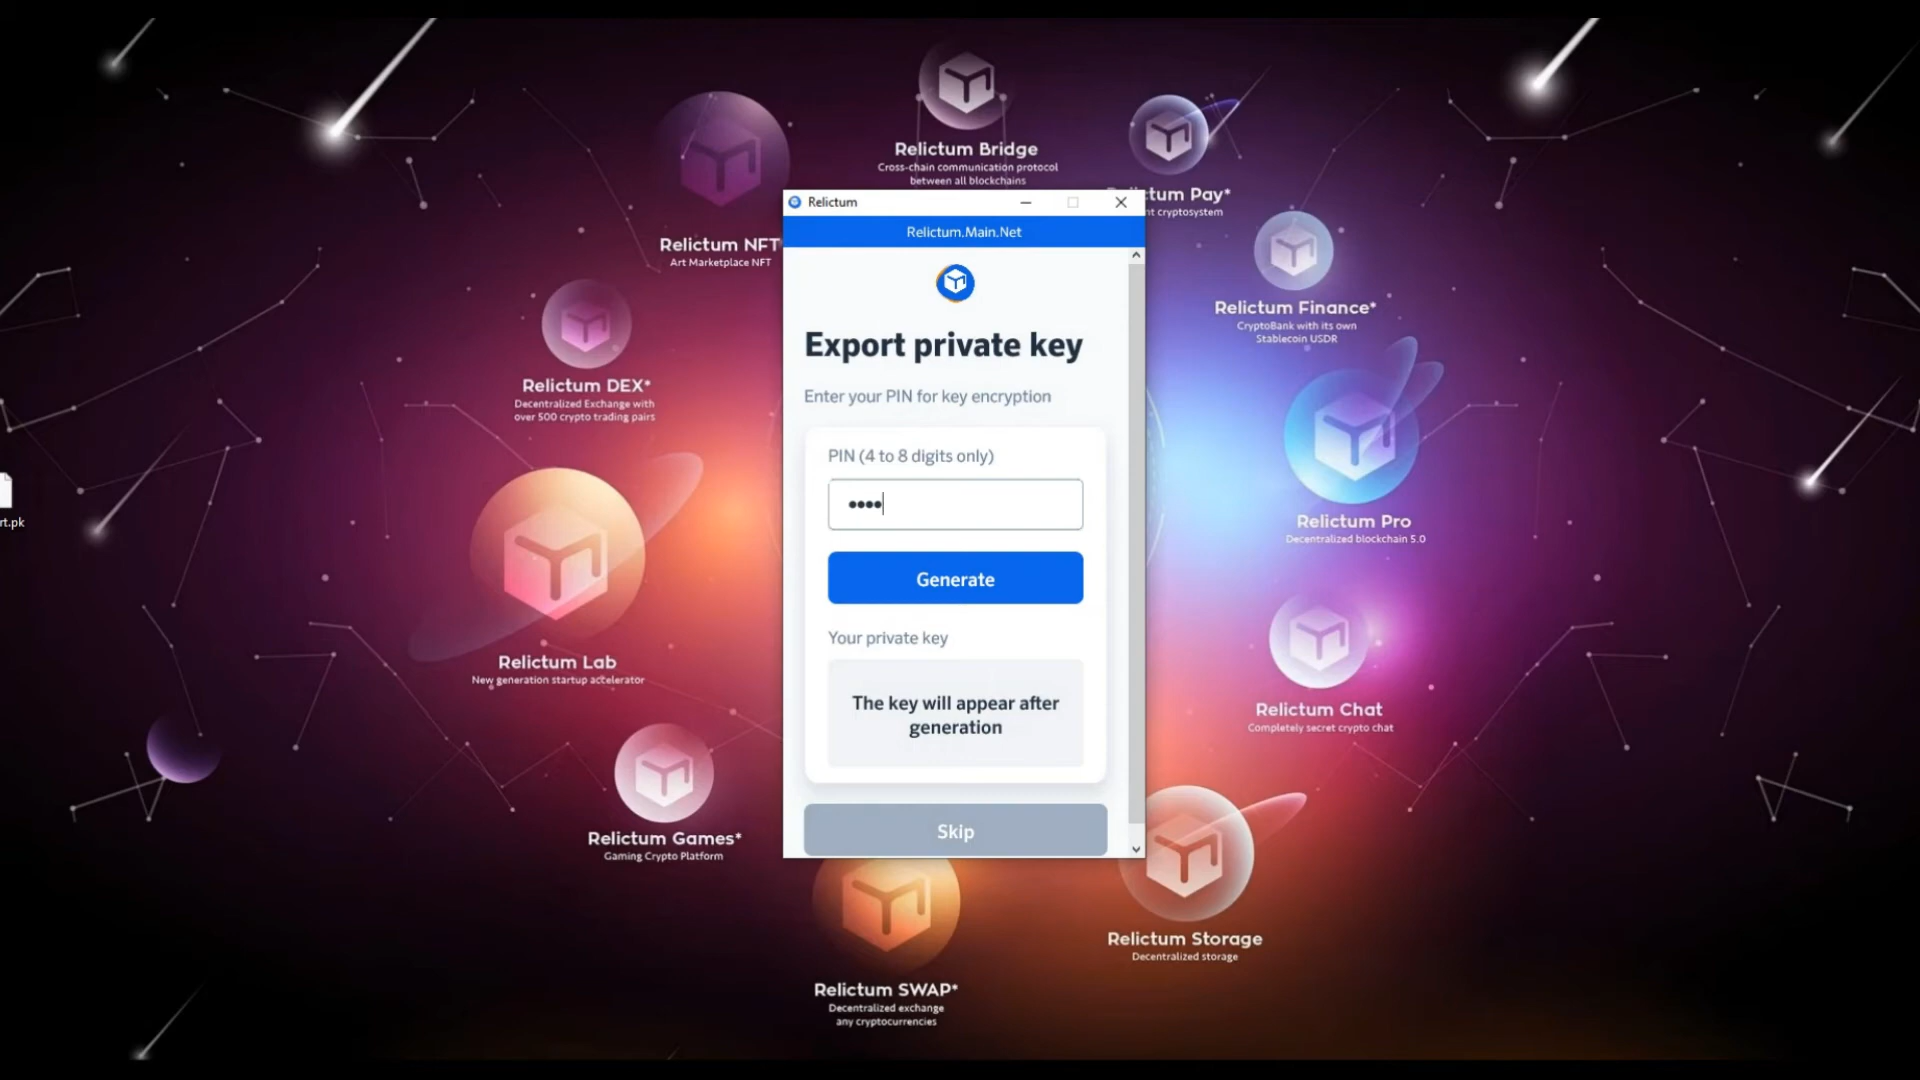 Relictum Bridge
Cross-chain communication protocol
between all blockchains
tum Pay*
nt cryptosystem
Relictum NFT
Art Marketplace NFT
Relictum
Relictum.Main.Net
Export private key
Enter your PIN for key encryption
PIN (4 to 8 digits only)
••••
Generate
Your private key
The key will appear after
generation
Skip
Relictum Finance*
CryptoBank with its own
Stablecoin USDR
Relictum DEX*
Decentralized Exchange with
over 500 crypto trading pairs
rt.pk
Relictum Pro
Decentralized blockchain 5.0
Relictum Lab
New generation startup accelerator
Relictum Chat
Completely secret crypto chat
Relictum Games*
Gaming Crypto Platform
Relictum Storage
Decentralized storage
Relictum SWAP*
Decentralized exchange
any cryptocurrencies